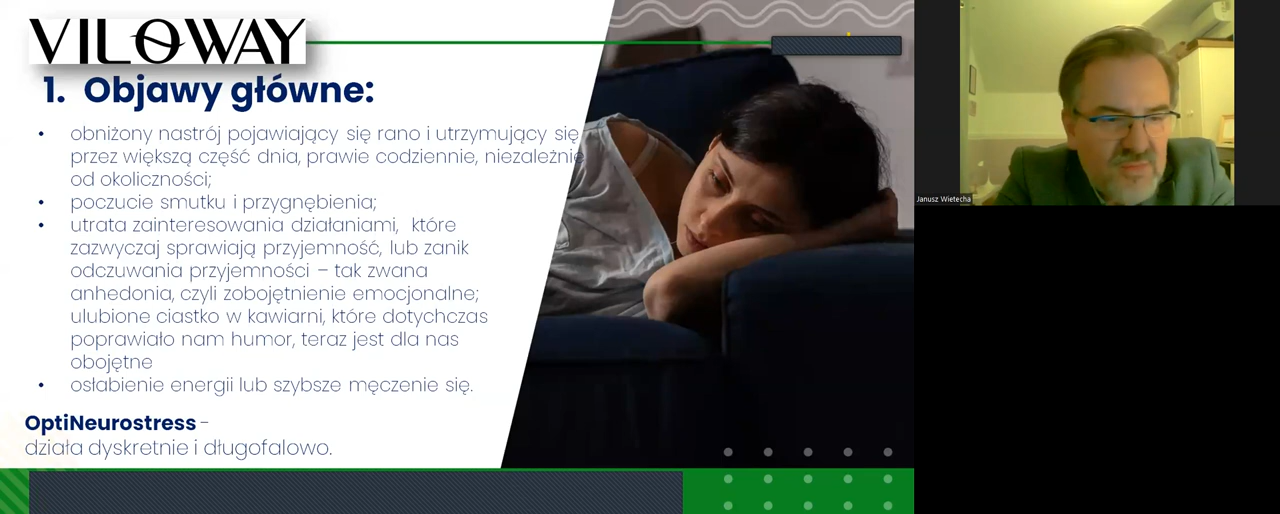 VILOWAY
1. Objawy główne:
• obniżony nastrój pojawiający się rano i utrzymujący się
przez większą część dnia, prawie codziennie, niezależnie
od okoliczności;
• poczucie smutku i przygnębienia;
• utrata zainteresowania działaniami, które
zazwyczaj sprawiają przyjemność, lub zanik
odczuwania przyjemności – tak zwana
anhedonia, czyli zobojętnienie emocjonalne;
ulubione ciastko w kawiarni, które dotychczas
poprawiało nam humor, teraz jest dla nas
obojętne
• osłabienie energii lub szybsze męczenie się.
OptiNeurostress -
działa dyskretnie i długofalowo.
Janusz Wietecha